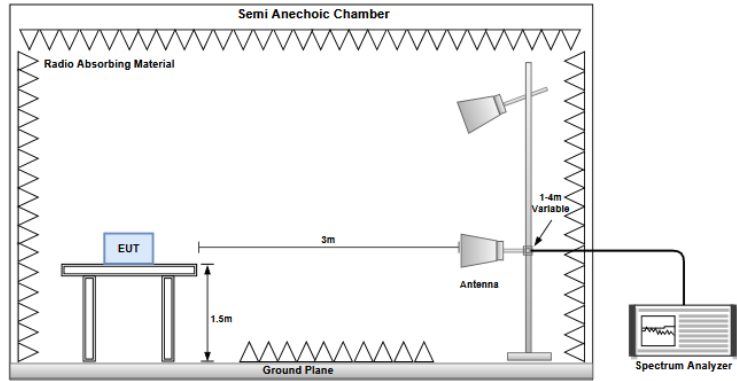 Semi Anechoic Chamber
Radio Absorbing Material
1-4m
Variable
EUT
3m
Antenna
1.5m
Ground Plane
Spectrum Analyzer